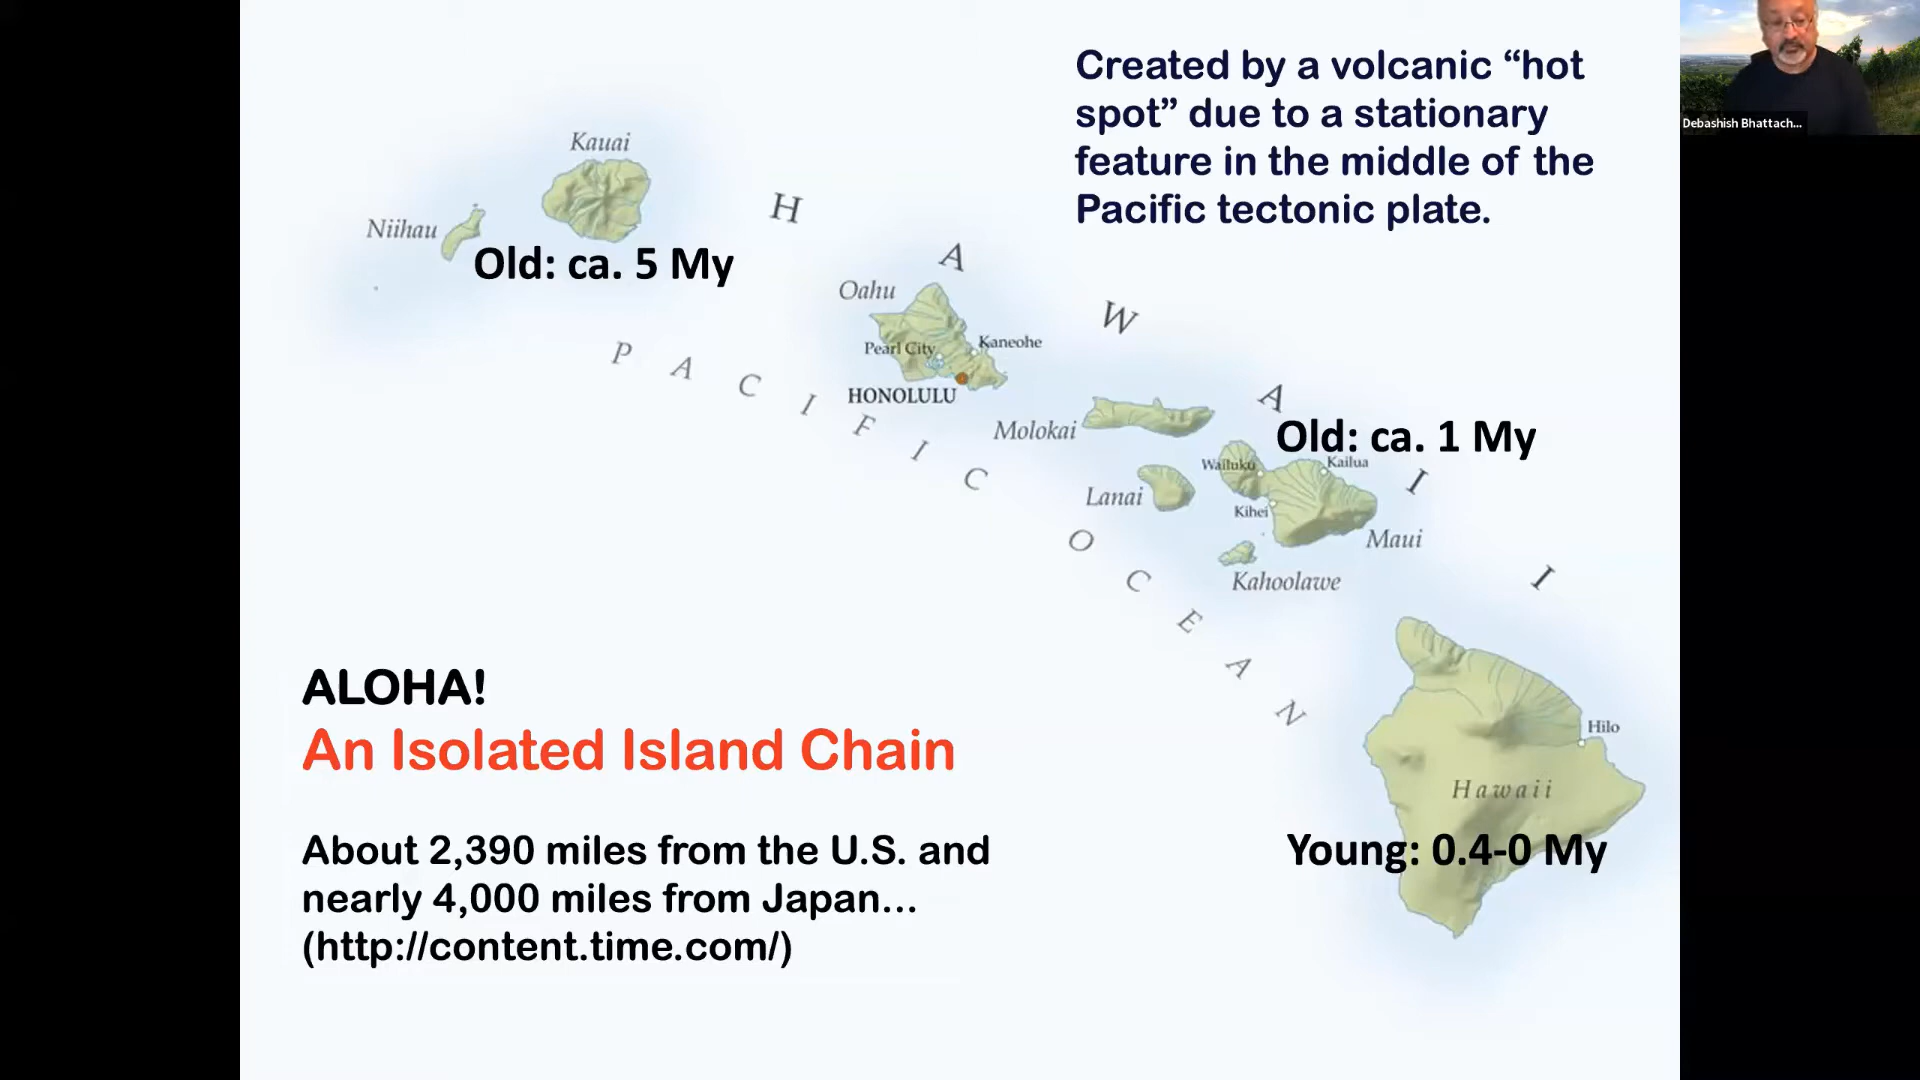 Created by a volcanic “hot
spot” due to a stationary
feature in the middle of the
Pacific tectonic plate.
Debashish Bhattach...
Kauai
Niihau
Old: ca. 5 My
HAWAII
Oahu
Pearl City
Kaneohe
HONOLULU
PACIFIC OCEAN
Molokai
Old: ca. 1 My
Wailuku
Kailua
Lanai
Kihei
Maui
Kahoolawe
ALOHA!
An Isolated Island Chain
Hilo
Hawaii
Young: 0.4-0 My
About 2,390 miles from the U.S. and
nearly 4,000 miles from Japan...
(http://content.time.com/)